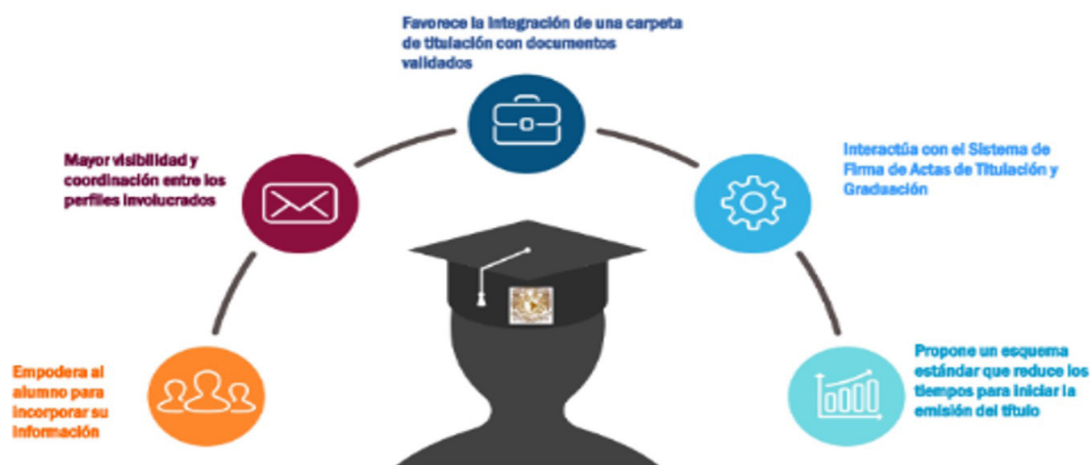 Favorece la integración de una carpeta
de titulación con documentos
validados
Mayor visibilidad y
coordinación entre los
perfiles involucrados
Interactúa con el Sistema de
Firma de Actas de Titulación y
Graduación
Empodera al
alumno para
incorporar su
información
Propone un esquema
estándar que reduce los
tiempos para iniciar la
emisión del título